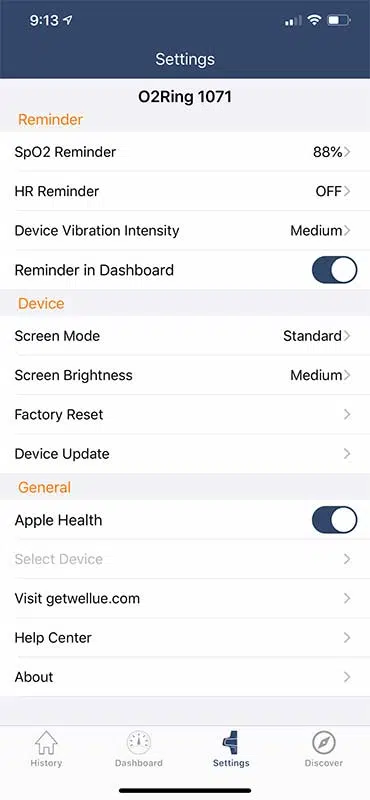 9:13
Settings
O2Ring 1071
Reminder
SpO2 Reminder 88%
HR Reminder OFF
Device Vibration Intensity Medium
Reminder in Dashboard
Device
Screen Mode Standard
Screen Brightness Medium
Factory Reset
Device Update
General
Apple Health
Select Device
Visit getwellue.com
Help Center
About
History Dashboard Settings Discover